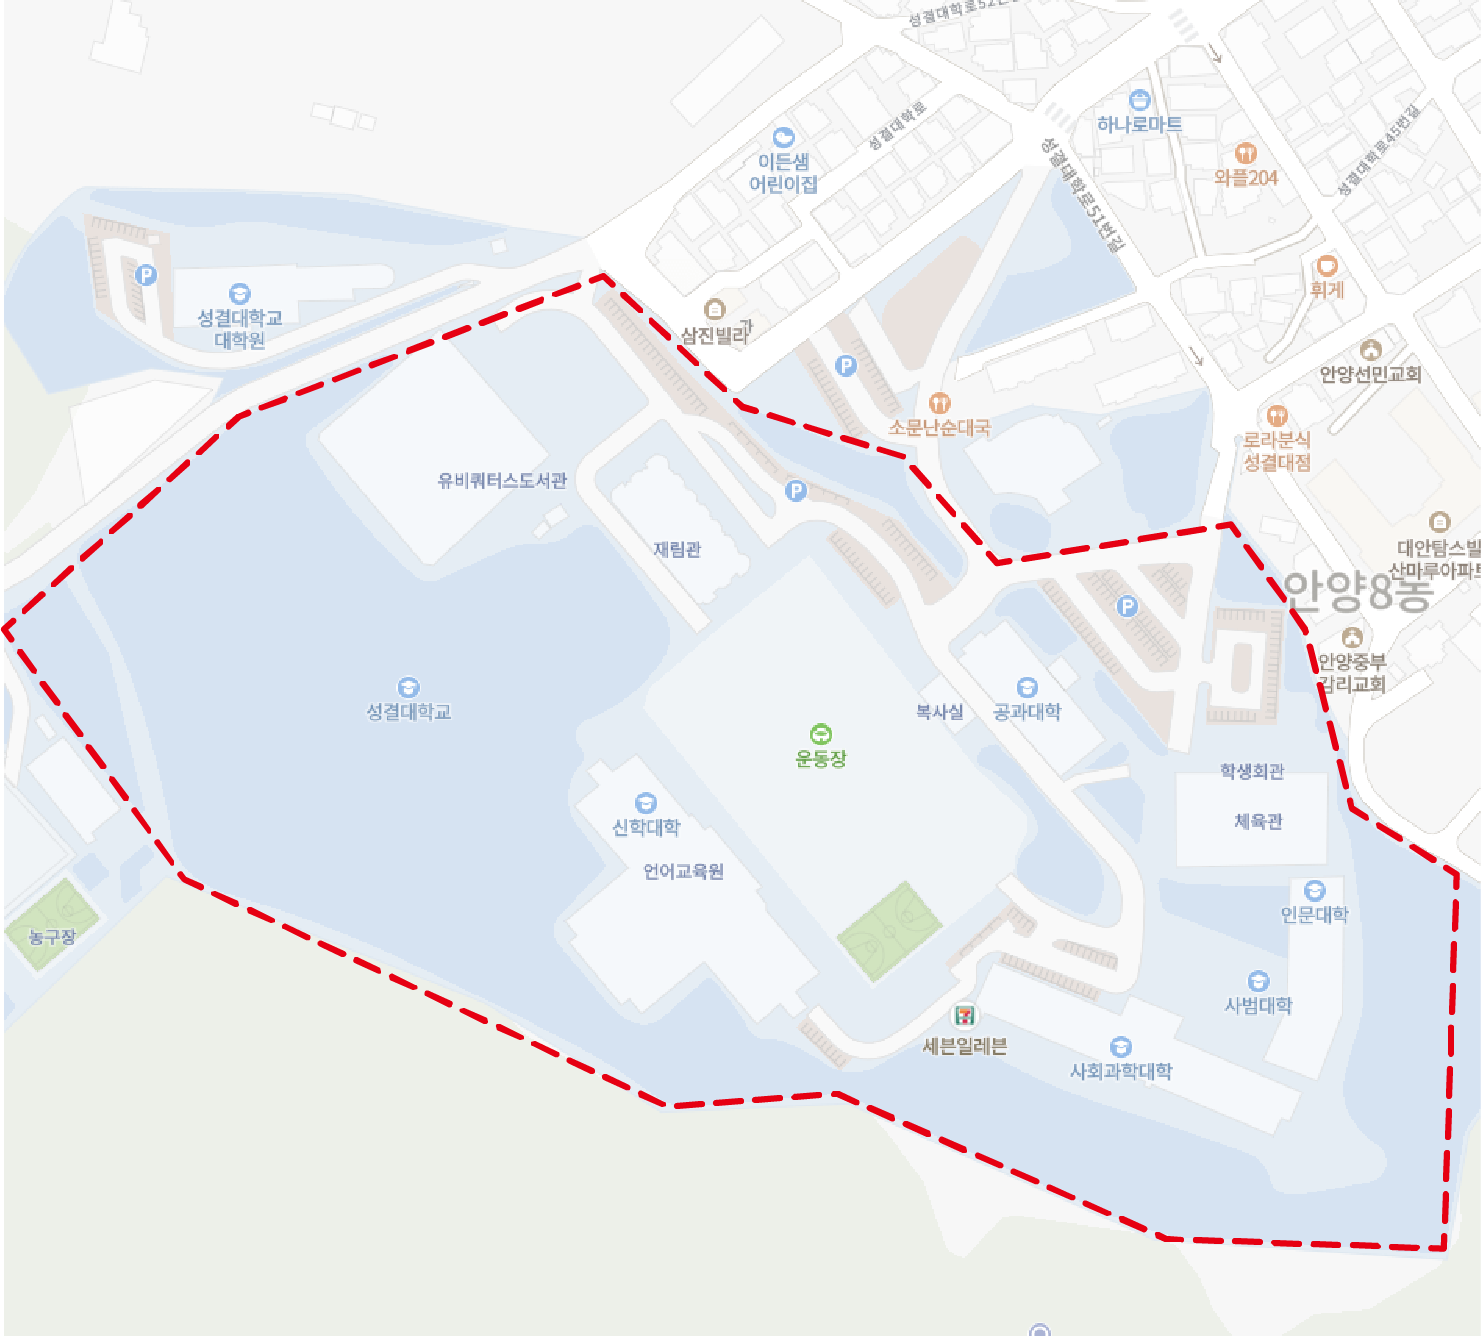 성결대학로
성결대학로51번길
성결대학로45번길
하나로마트
와플204
이든샘
어린이집
P
성결대학교
대학원
삼진빌라
가
휘게
안양선민교회
P
소문난순대국
로라분식
성결대점
유비쿼터스도서관
P
재림관
대안탐스빌
산마루아파트
안양8동
P
안양중부
감리교회
성결대학교
복사실
공과대학
운동장
학생회관
체육관
신학대학
언어교육원
인문대학
농구장
사범대학
7
세븐일레븐
사회과학대학